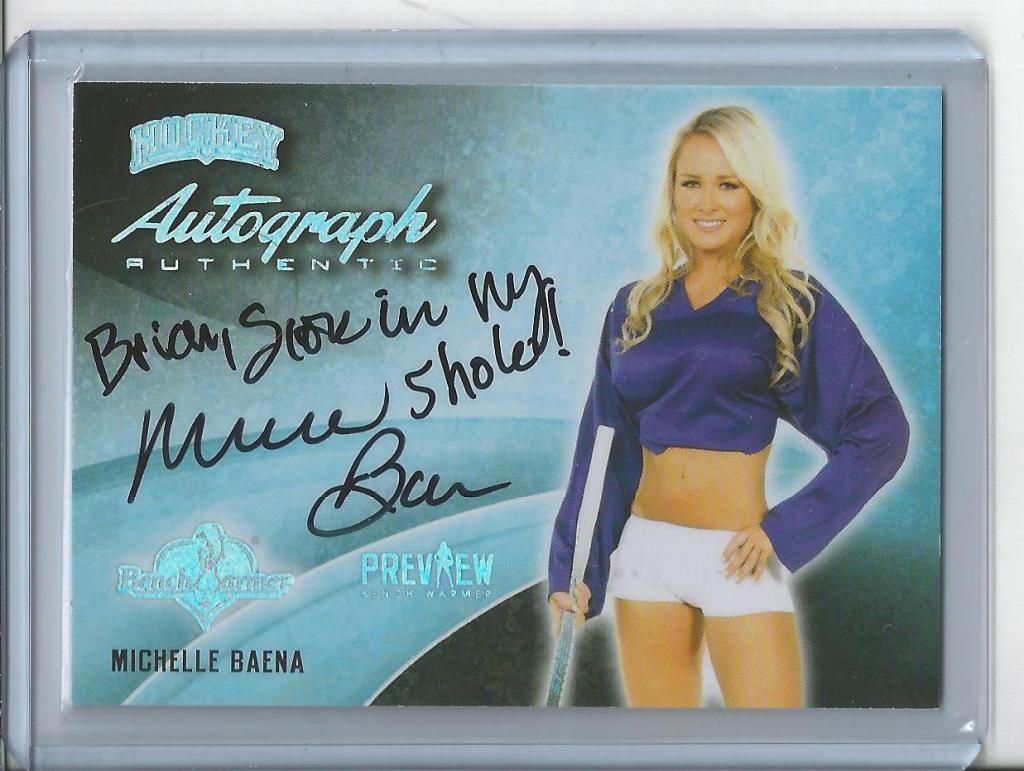 HOCKEY
Autograph
AUTHENTIC
Brian, Score in my
5 hole!
Bench Warmer
PREVIEW
BENCH WARMER
MICHELLE BAENA